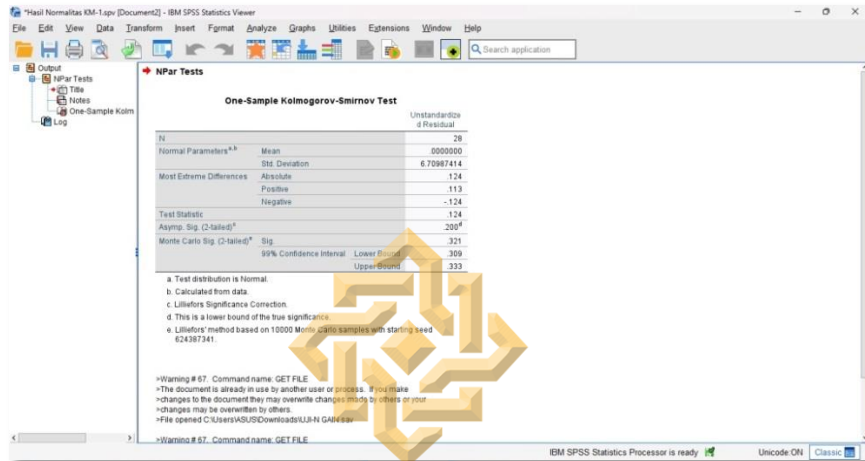 *Hasil Normalitas KM-1.spv [Document2] - IBM SPSS Statistics Viewer
File Edit View Data Transform Insert Format Analyze Graphs Utilities Extensions Window Help
Search application
Output
NPar Tests
Title
Notes
One-Sample Kolm
Log
NPar Tests
One-Sample Kolmogorov-Smirnov Test
Unstandardize
d Residual
N 28
Normal Parameters a,b Mean .0000000
Std. Deviation 6.70987414
Most Extreme Differences Absolute .124
Positive .113
Negative -.124
Test Statistic .124
Asymp. Sig. (2-tailed) .200 d
Monte Carlo Sig. (2-tailed) Sig. .321
99% Confidence Interval Lower Bound .309
Upper Bound .333
a. Test distribution is Normal.
b. Calculated from data.
c. Lilliefors Significance Correction.
d. This is a lower bound of the true significance.
e. Lilliefors' method based on 10000 Monte Carlo samples with starting seed
624387341.
>Warning # 67. Command name: GET FILE
>The document is already in use by another user or process. If you make
>changes to the document they may overwrite changes made by others or your
>changes may be overwritten by others.
>File opened C:\Users\ASUS\Downloads\UJI-N
>Warning # 67. Command name: GET FILE
IBM SPSS Statistics Processor is ready Unicode:ON Classic